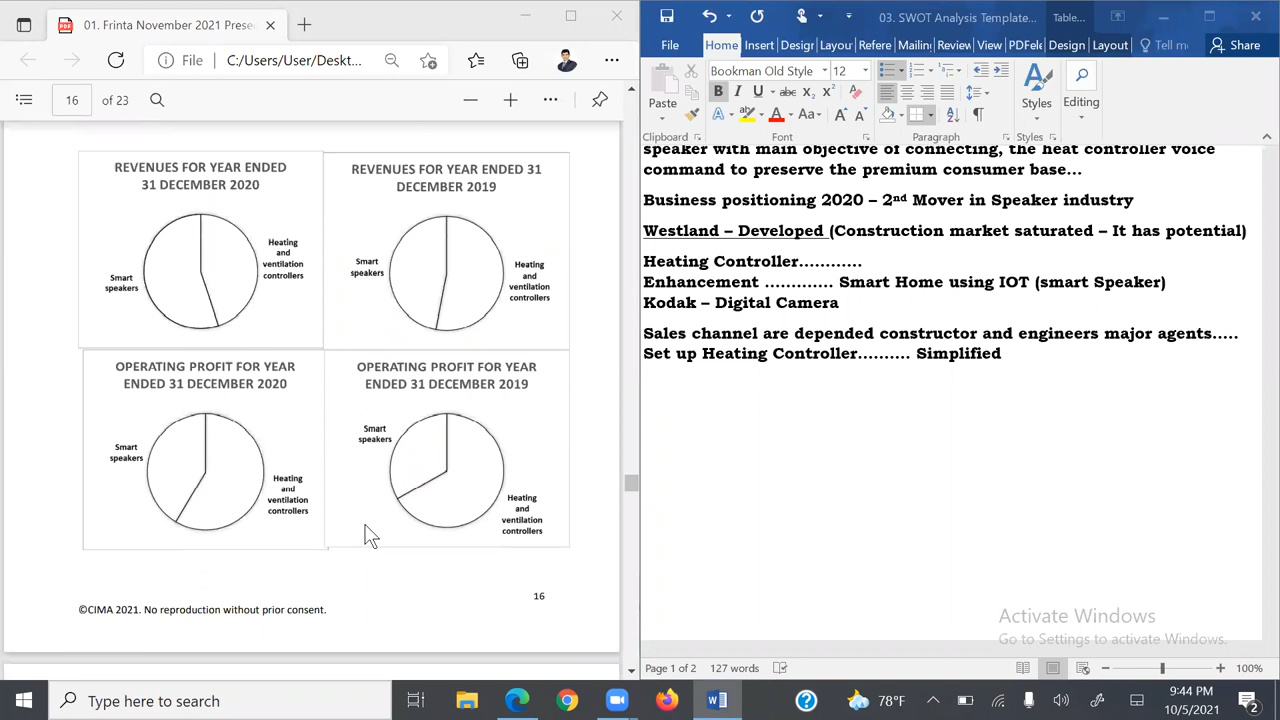 01. Frinta November 2021 Prese
File
C:/Users/User/Deskt...
16
of 23
REVENUES FOR YEAR ENDED
31 DECEMBER 2020
Smart
speakers
Heating
and
ventilation
controllers
REVENUES FOR YEAR ENDED 31
DECEMBER 2019
Smart
speakers
Heating
and
ventilation
controllers
OPERATING PROFIT FOR YEAR
ENDED 31 DECEMBER 2020
Smart
speakers
Heating
and
ventilation
controllers
OPERATING PROFIT FOR YEAR
ENDED 31 DECEMBER 2019
Smart
speakers
Heating
and
ventilation
controllers
16
©CIMA 2021. No reproduction without prior consent.
03. SWOT Analysis Template...
Table...
File Home Insert Design Layou Refere Mailing Review View PDFele Design Layout Tell me Share
Bookman Old Style 12
Paste
Styles
Editing
Clipboard
Font
Paragraph
Styles
speaker with main objective of connecting, the heat controller voice
command to preserve the premium consumer base...
Business positioning 2020 – 2nd Mover in Speaker industry
Westland – Developed (Construction market saturated – It has potential)
Heating Controller............
Enhancement ............. Smart Home using IOT (smart Speaker)
Kodak – Digital Camera
Sales channel are depended constructor and engineers major agents.....
Set up Heating Controller.......... Simplified
Activate Windows
Go to Settings to activate Windows.
Page 1 of 2 127 words
100%
Type here to search
78°F
9:44 PM
10/5/2021
2